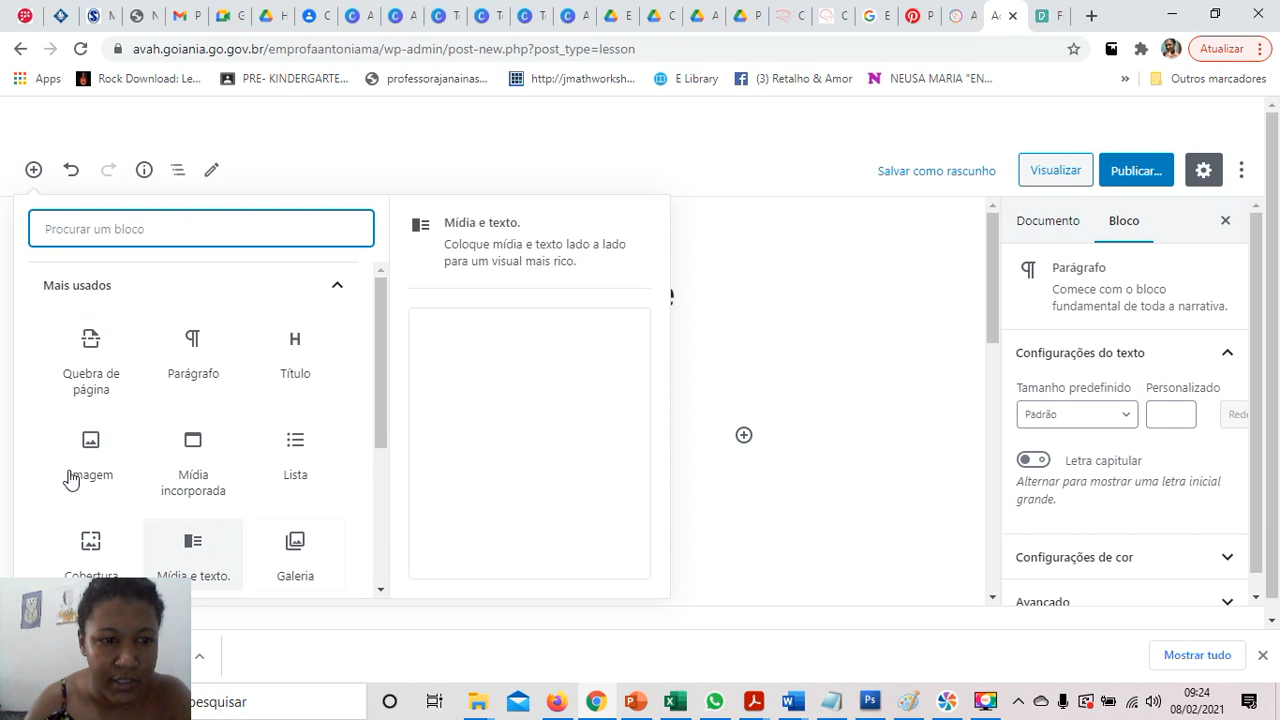 P
M
H
C
A
C
A
C
T
C
T
C
A
E
C
A
A
C
C
E
P
A
Ac
F
avah.goiania.go.gov.br/emprofaantoniama/wp-admin/post-new.php?post_type=lesson
Atualizar
Apps
Rock Download: Le...
PRE- KINDERGARTE...
professorajanainas...
http://jmathworksh...
E Library
(3) Retalho & Amor
NEUSA MARIA "EN...
»
Outros marcadores
Salvar como rascunho
Visualizar
Publicar...
Procurar um bloco
Mídia e texto.
Coloque mídia e texto lado a lado
para um visual mais rico.
Mais usados
Quebra de
página
Parágrafo
Título
Imagem
Mídia
incorporada
Lista
Cobertura
Mídia e texto.
Galeria
e
Documento
Bloco
Parágrafo
Comece com o bloco
fundamental de toda a narrativa.
Configurações do texto
Tamanho predefinido
Personalizado
Padrão
Rede
Letra capitular
Alternar para mostrar uma letra inicial
grande.
Configurações de cor
Avançado
Mostrar tudo
pesquisar
09:24
08/02/2021